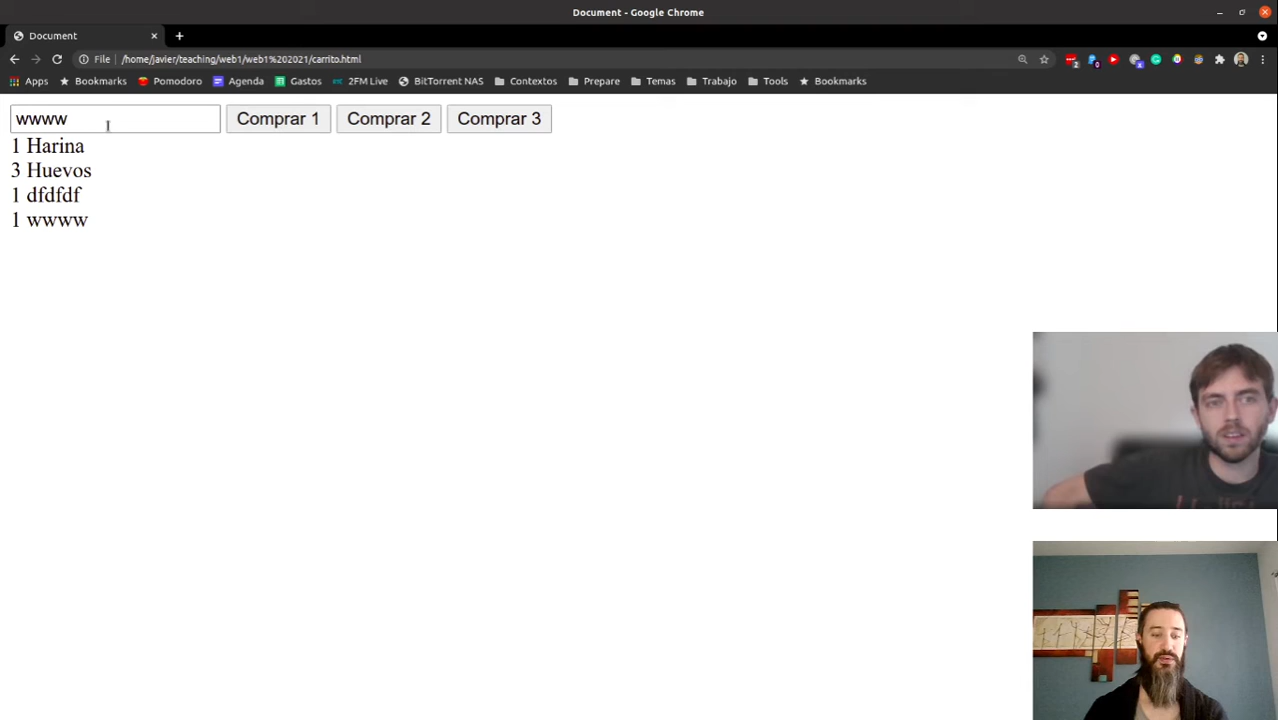 Document - Google Chrome
Document
File /home/javier/teaching/web1/web1%202021/carrito.html
Apps Bookmarks Pomodoro Agenda Gastos 2FM Live BitTorrent NAS Contextos Prepare Temas Trabajo Tools Bookmarks
wwww Comprar 1 Comprar 2 Comprar 3
1 Harina
3 Huevos
1 dfdfdf
1 wwww